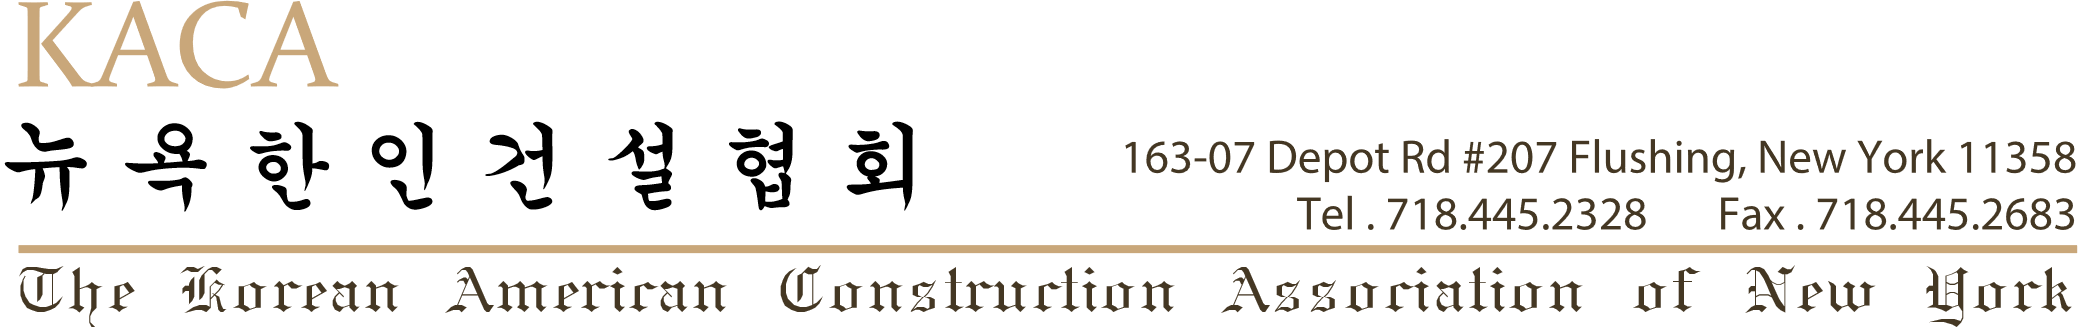 KACA
뉴욕한인건설협회
163-07 Depot Rd #207 Flushing, New York 11358
Tel . 718.445.2328 Fax . 718.445.2683
The Korean American Construction Association of New York